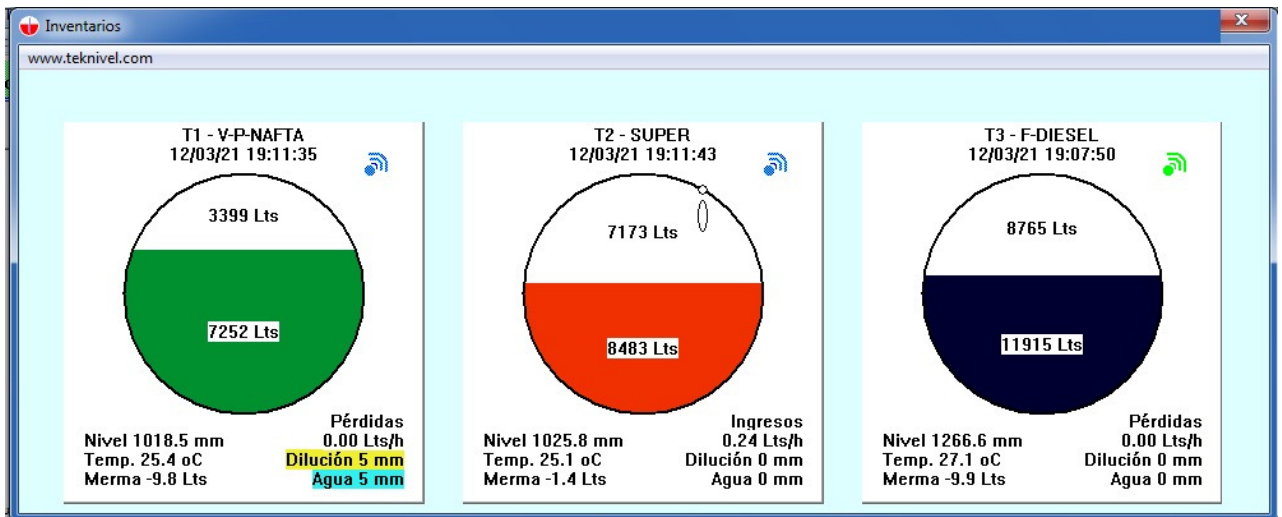 Inventarios
www.teknivel.com
T1 - V-P-NAFTA
12/03/21 19:11:35
3399 Lts
7252 Lts
Pérdidas
Nivel 1018.5 mm 0.00 Lts/h
Temp. 25.4 oC Dilución 5 mm
Merma -9.8 Lts Agua 5 mm
T2 - SUPER
12/03/21 19:11:43
7173 Lts
8483 Lts
Ingresos
Nivel 1025.8 mm 0.24 Lts/h
Temp. 25.1 oC Dilución 0 mm
Merma -1.4 Lts Agua 0 mm
T3 - F-DIESEL
12/03/21 19:07:50
8765 Lts
11915 Lts
Pérdidas
Nivel 1266.6 mm 0.00 Lts/h
Temp. 27.1 oC Dilución 0 mm
Merma -9.9 Lts Agua 0 mm